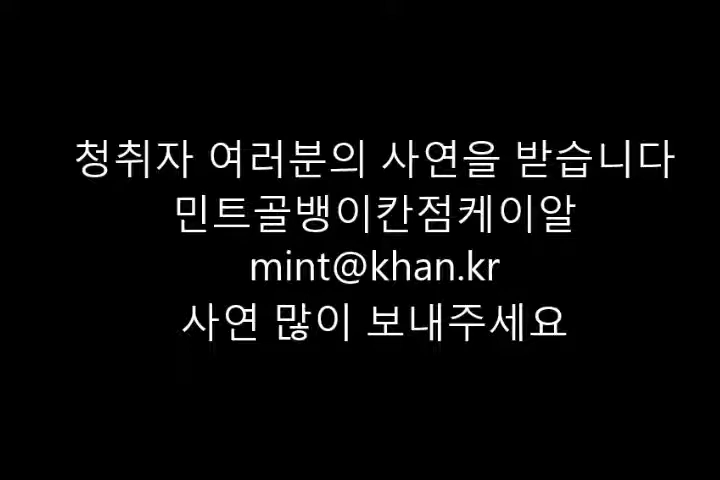 청취자 여러분의 사연을 받습니다
민트골뱅이칸점케이알
mint@khan.kr
사연 많이 보내주세요